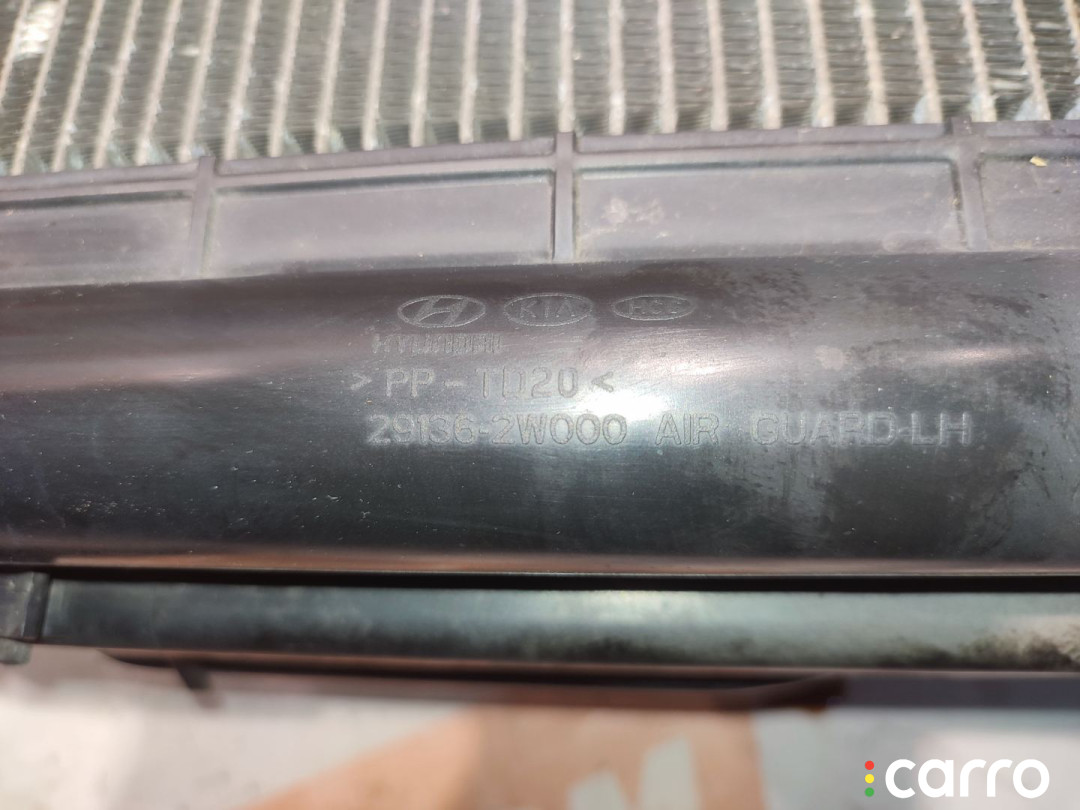 KIA
> PP-TD20 <
29136-2W000 AIR GUARD-LH
carro